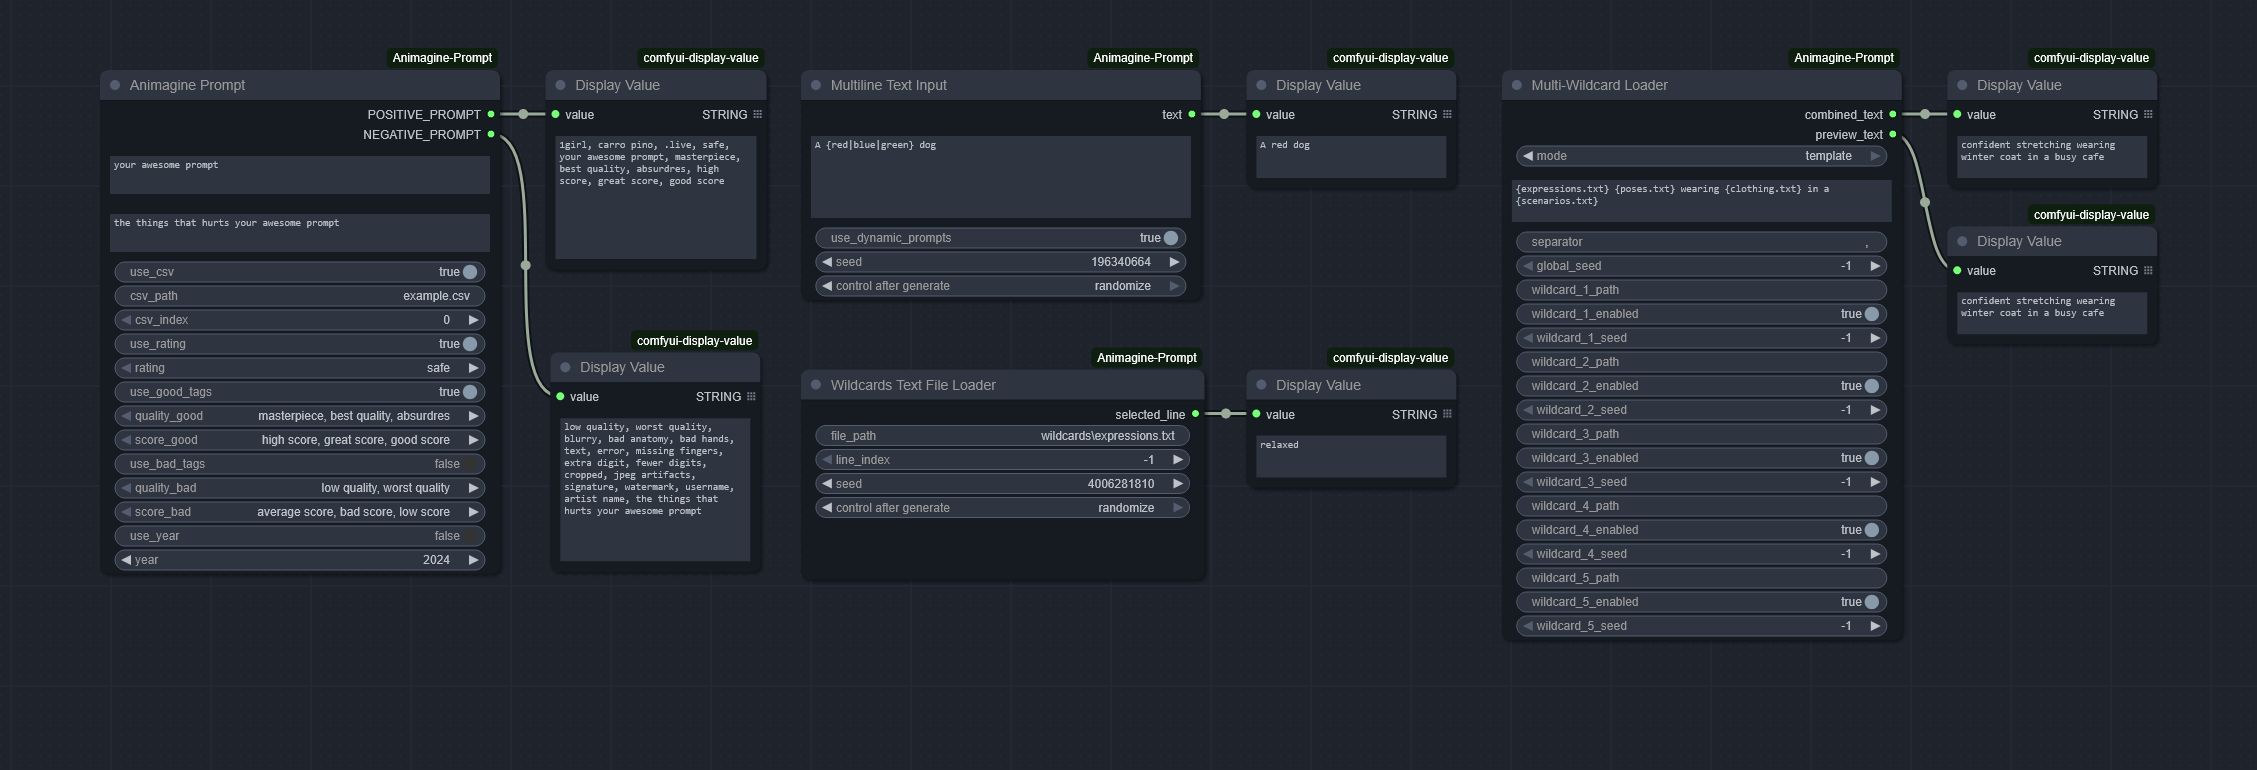 Animagine-Prompt
Animagine Prompt
POSITIVE_PROMPT
NEGATIVE_PROMPT
your awesome prompt
the things that hurts your awesome prompt
use_csv true
csv_path example.csv
csv_index 0
use_rating true
rating safe
use_good_tags true
quality_good masterpiece, best quality, absurdres
score_good high score, great score, good score
use_bad_tags false
quality_bad low quality, worst quality
score_bad average score, bad score, low score
use_year false
year 2024
comfyui-display-value
Display Value
value STRING
1girl, carro pino, .live, safe,
your awesome prompt, masterpiece,
best quality, absurdres, high
score, great score, good score
comfyui-display-value
Display Value
value STRING
low quality, worst quality,
blurry, bad anatomy, bad hands,
text, error, missing fingers,
extra digit, fewer digits,
cropped, jpeg artifacts,
signature, watermark, username,
artist name, the things that
hurts your awesome prompt
Animagine-Prompt
Multiline Text Input
text
A {red|blue|green} dog
use_dynamic_prompts true
seed 196340664
control after generate randomize
comfyui-display-value
Display Value
value STRING
A red dog
Animagine-Prompt
Wildcards Text File Loader
selected_line
file_path wildcards\expressions.txt
line_index -1
seed 4006281810
control after generate randomize
comfyui-display-value
Display Value
value STRING
relaxed
Animagine-Prompt
Multi-Wildcard Loader
combined_text
preview_text
mode template
{expressions.txt} {poses.txt} wearing {clothing.txt} in a
{scenarios.txt}
separator ,
global_seed -1
wildcard_1_path
wildcard_1_enabled true
wildcard_1_seed -1
wildcard_2_path
wildcard_2_enabled true
wildcard_2_seed -1
wildcard_3_path
wildcard_3_enabled true
wildcard_3_seed -1
wildcard_4_path
wildcard_4_enabled true
wildcard_4_seed -1
wildcard_5_path
wildcard_5_enabled true
wildcard_5_seed -1
comfyui-display-value
Display Value
value STRING
confident stretching wearing
winter coat in a busy cafe
comfyui-display-value
Display Value
value STRING
confident stretching wearing
winter coat in a busy cafe